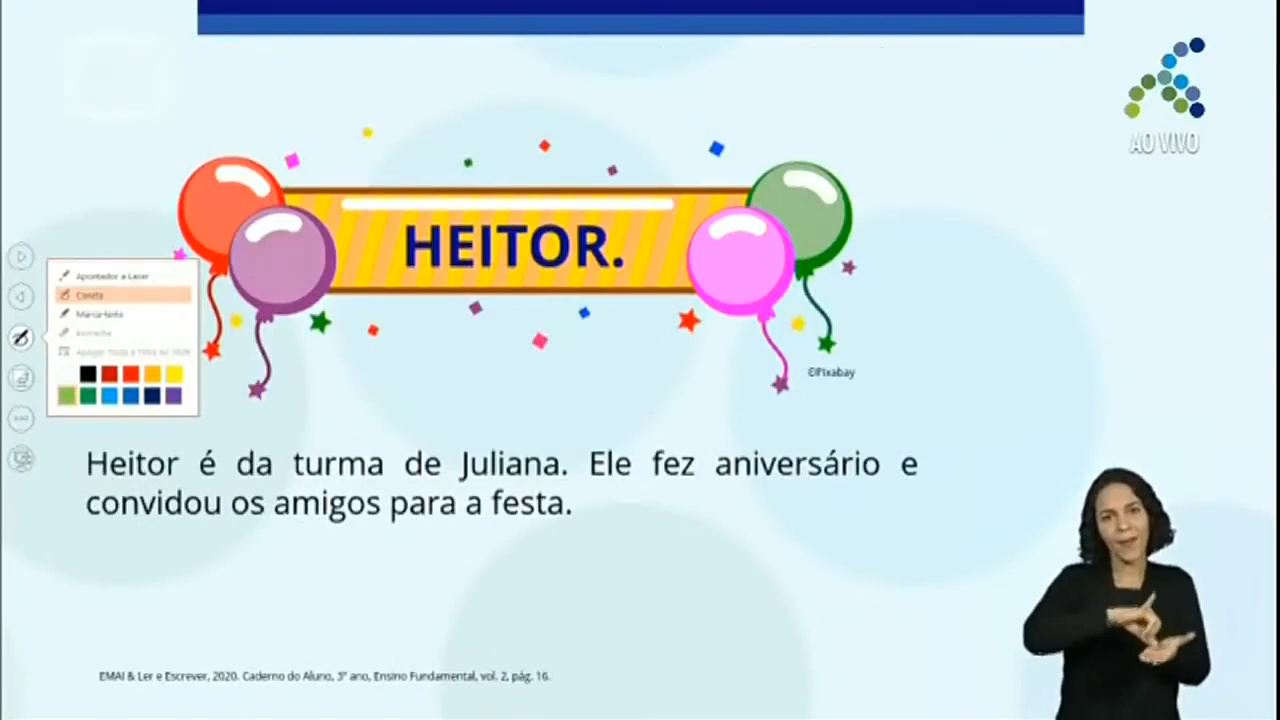 AO VIVO
HEITOR.
Apontador a Laser
Caneta
Marca-texto
Borracha
©Pixabay
Heitor é da turma de Juliana. Ele fez aniversário e
convidou os amigos para a festa.
EMAI & Ler e Escrever, 2020. Caderno do Aluno, 3º ano, Ensino Fundamental, vol. 2, pág. 16.